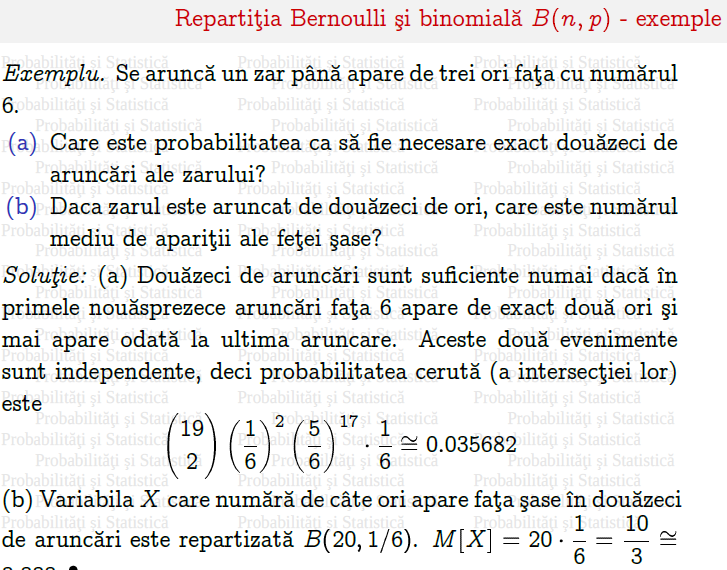 Repartiţia Bernoulli şi binomială B(n, p) - exemple
Exemplu. Se aruncă un zar până apare de trei ori faţa cu numărul
6.
(a) Care este probabilitatea ca să fie necesare exact douăzeci de
aruncări ale zarului?
(b) Daca zarul este aruncat de douăzeci de ori, care este numărul
mediu de apariţii ale feţei şase?
Soluţie: (a) Douăzeci de aruncări sunt suficiente numai dacă în
primele nouăsprezece aruncări faţa 6 apare de exact două ori şi
mai apare odată la ultima aruncare. Aceste două evenimente
sunt independente, deci probabilitatea cerută (a intersecţiei lor)
este
(19 2) (1/6)^2 (5/6)^17 · 1/6 ≅ 0.035682
(b) Variabila X care numără de câte ori apare faţa şase în douăzeci
de aruncări este repartizată B(20, 1/6). M[X] = 20 · 1/6 = 10/3 ≅